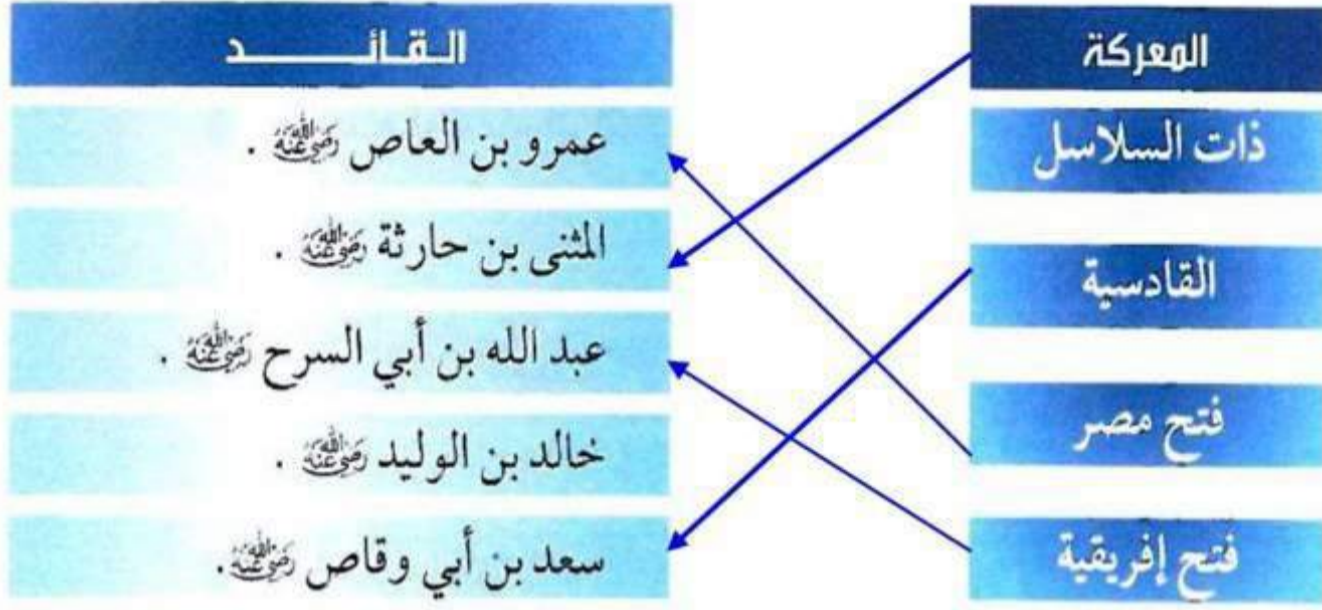 المعركة
ذات السلاسل
القادسية
فتح مصر
فتح إفريقية
القائد
عمرو بن العاص رضي الله عنه .
المثنى بن حارثة رضي الله عنه .
عبد الله بن أبي السرح رضي الله عنه .
خالد بن الوليد رضي الله عنه .
سعد بن أبي وقاص رضي الله عنه .